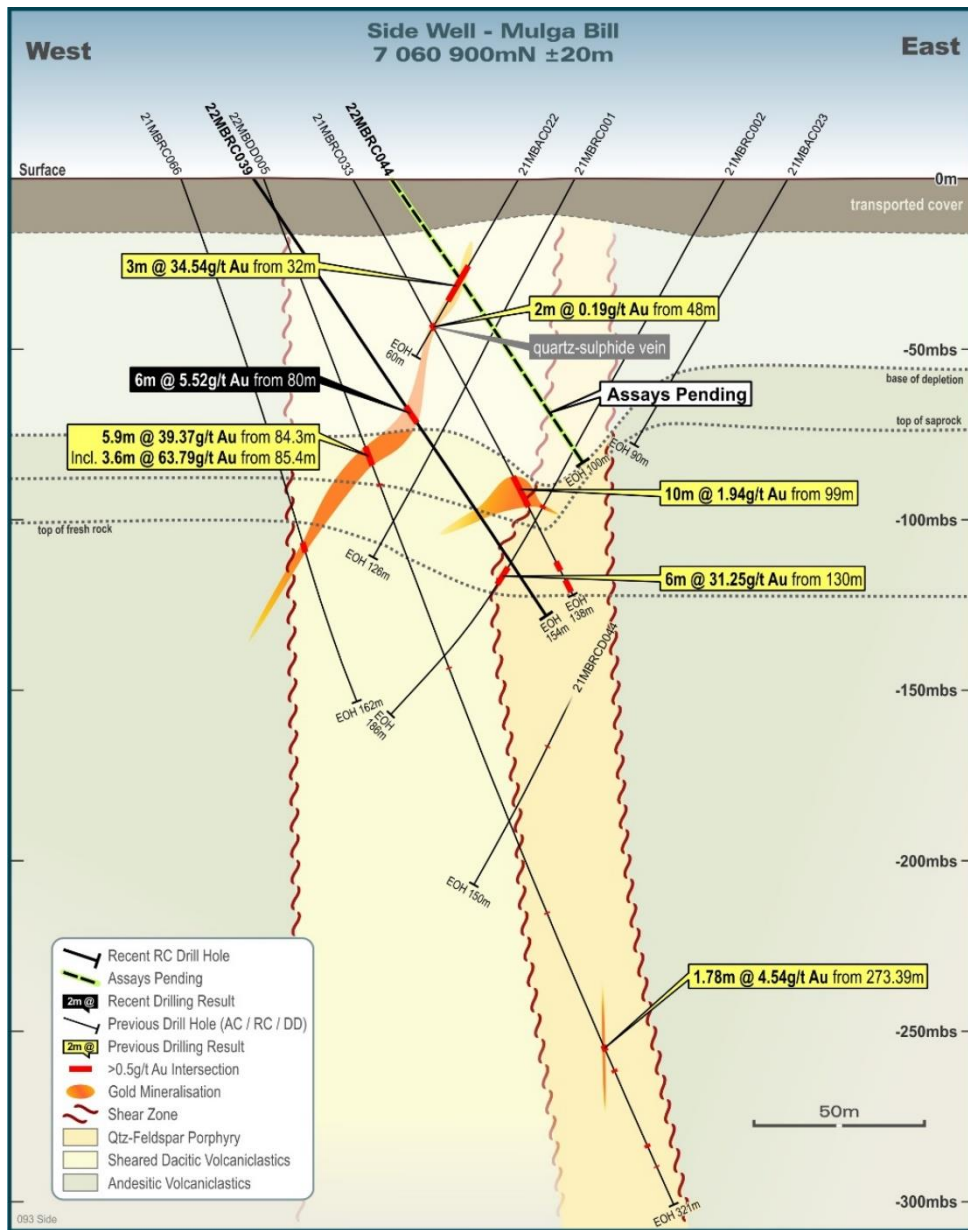 Side Well - Mulga Bill
7 060 900mN ±20m
West
East
21MBRC066
22MBRC039
22MBDD005
21MBRC033
22MBRC044
21MBAC022
21MBRC001
21MBRC002
21MBAC023
Surface
0m
transported cover
3m @ 34.54g/t Au from 32m
2m @ 0.19g/t Au from 48m
EOH
60m
quartz-sulphide vein
-50mbs
base of depletion
6m @ 5.52g/t Au from 80m
Assays Pending
top of saprock
5.9m @ 39.37g/t Au from 84.3m
Incl. 3.6m @ 63.79g/t Au from 85.4m
EOH 90m
EOH 100m
10m @ 1.94g/t Au from 99m
-100mbs
top of fresh rock
EOH 126m
6m @ 31.25g/t Au from 130m
EOH
138m
EOH
154m
21MBRCD044
-150mbs
EOH 162m
EOH
186m
-200mbs
EOH 150m
1.78m @ 4.54g/t Au from 273.39m
-250mbs
Recent RC Drill Hole
Assays Pending
2m @
Recent Drilling Result
Previous Drill Hole (AC / RC / DD)
2m @
Previous Drilling Result
>0.5g/t Au Intersection
Gold Mineralisation
Shear Zone
Qtz-Feldspar Porphyry
Sheared Dacitic Volcaniclastics
Andesitic Volcaniclastics
50m
-300mbs
EOH 321m
093 Side